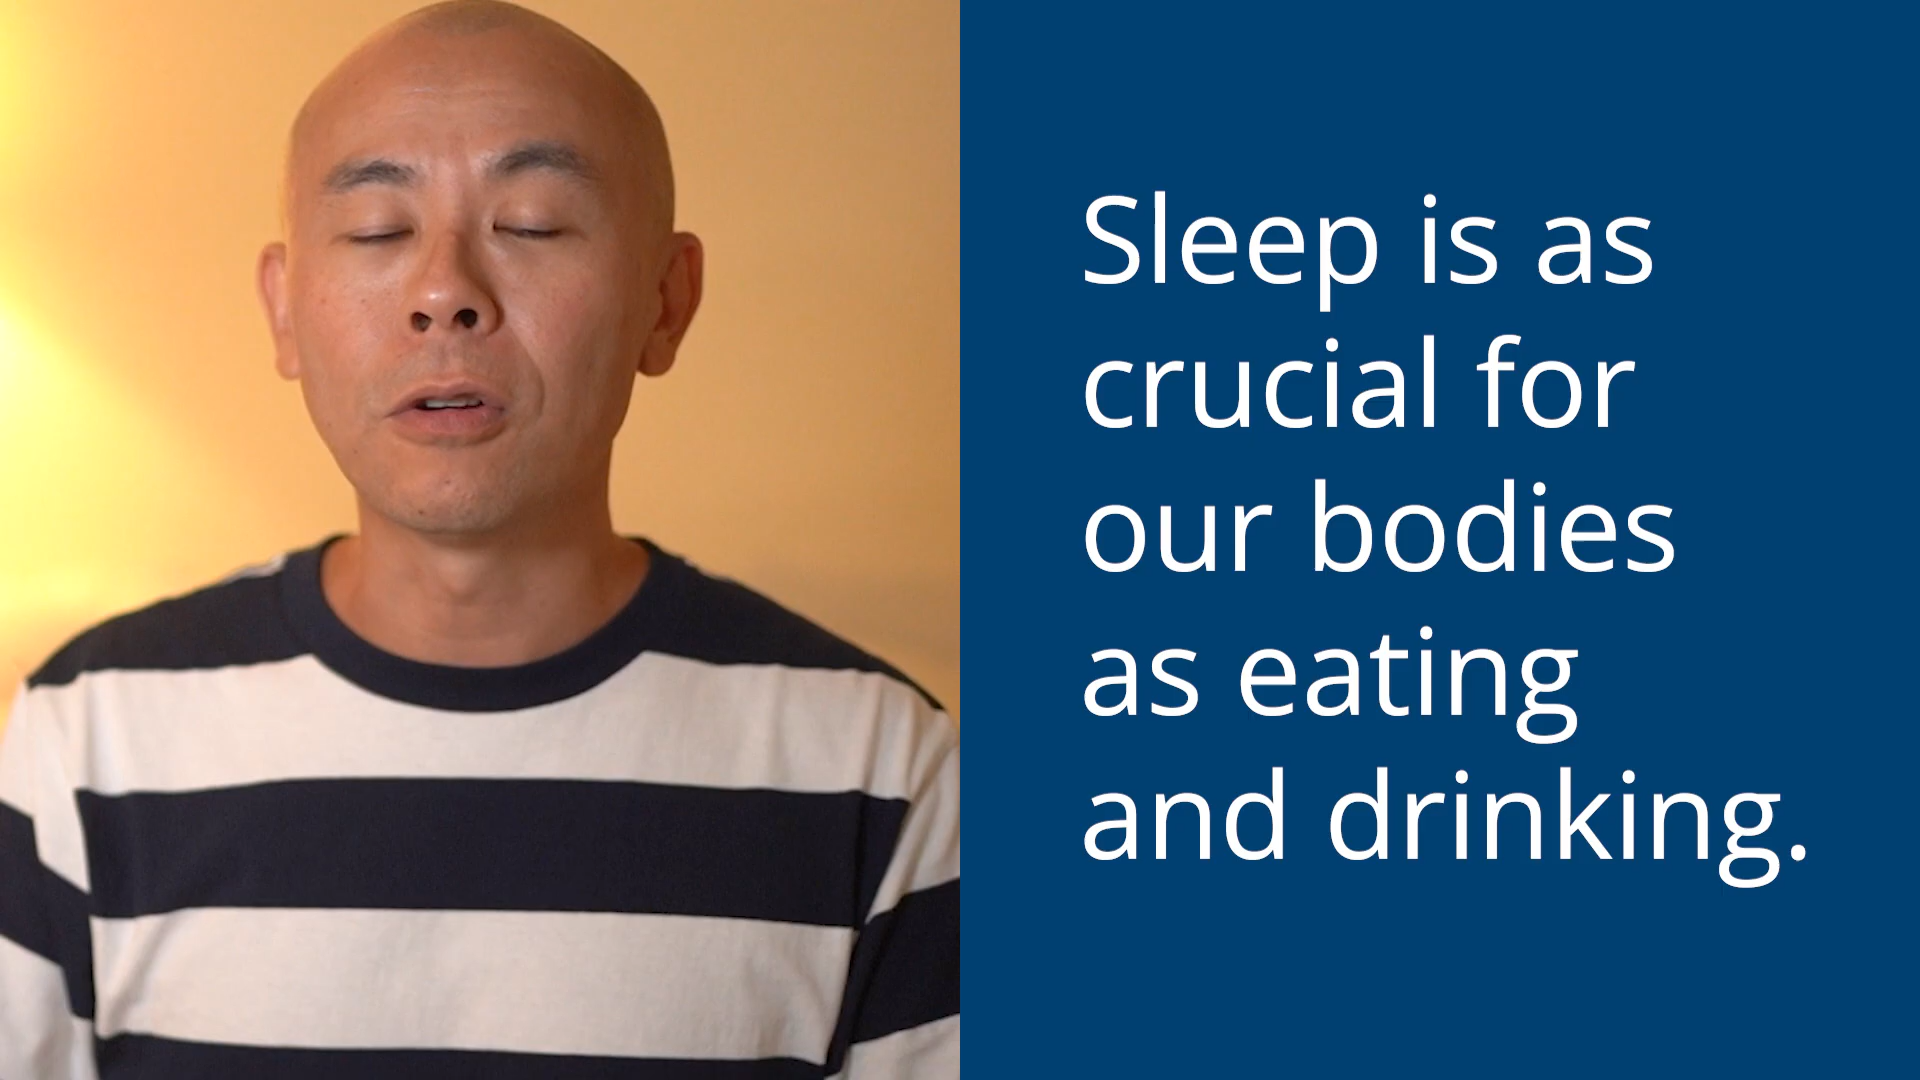 Sleep is as
crucial for
our bodies
as eating
and drinking.